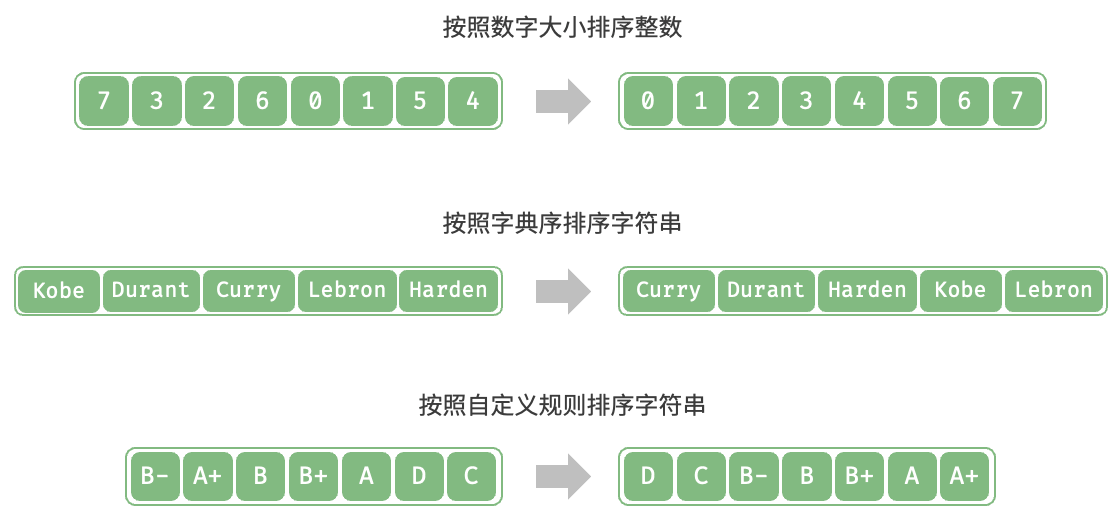 按照数字大小排序整数
7 3 2 6 0 1 5 4 0 1 2 3 4 5 6 7
按照字典序排序字符串
Kobe Durant Curry Lebron Harden Curry Durant Harden Kobe Lebron
按照自定义规则排序字符串
B- A+ B B+ A D C D C B- B B+ A A+